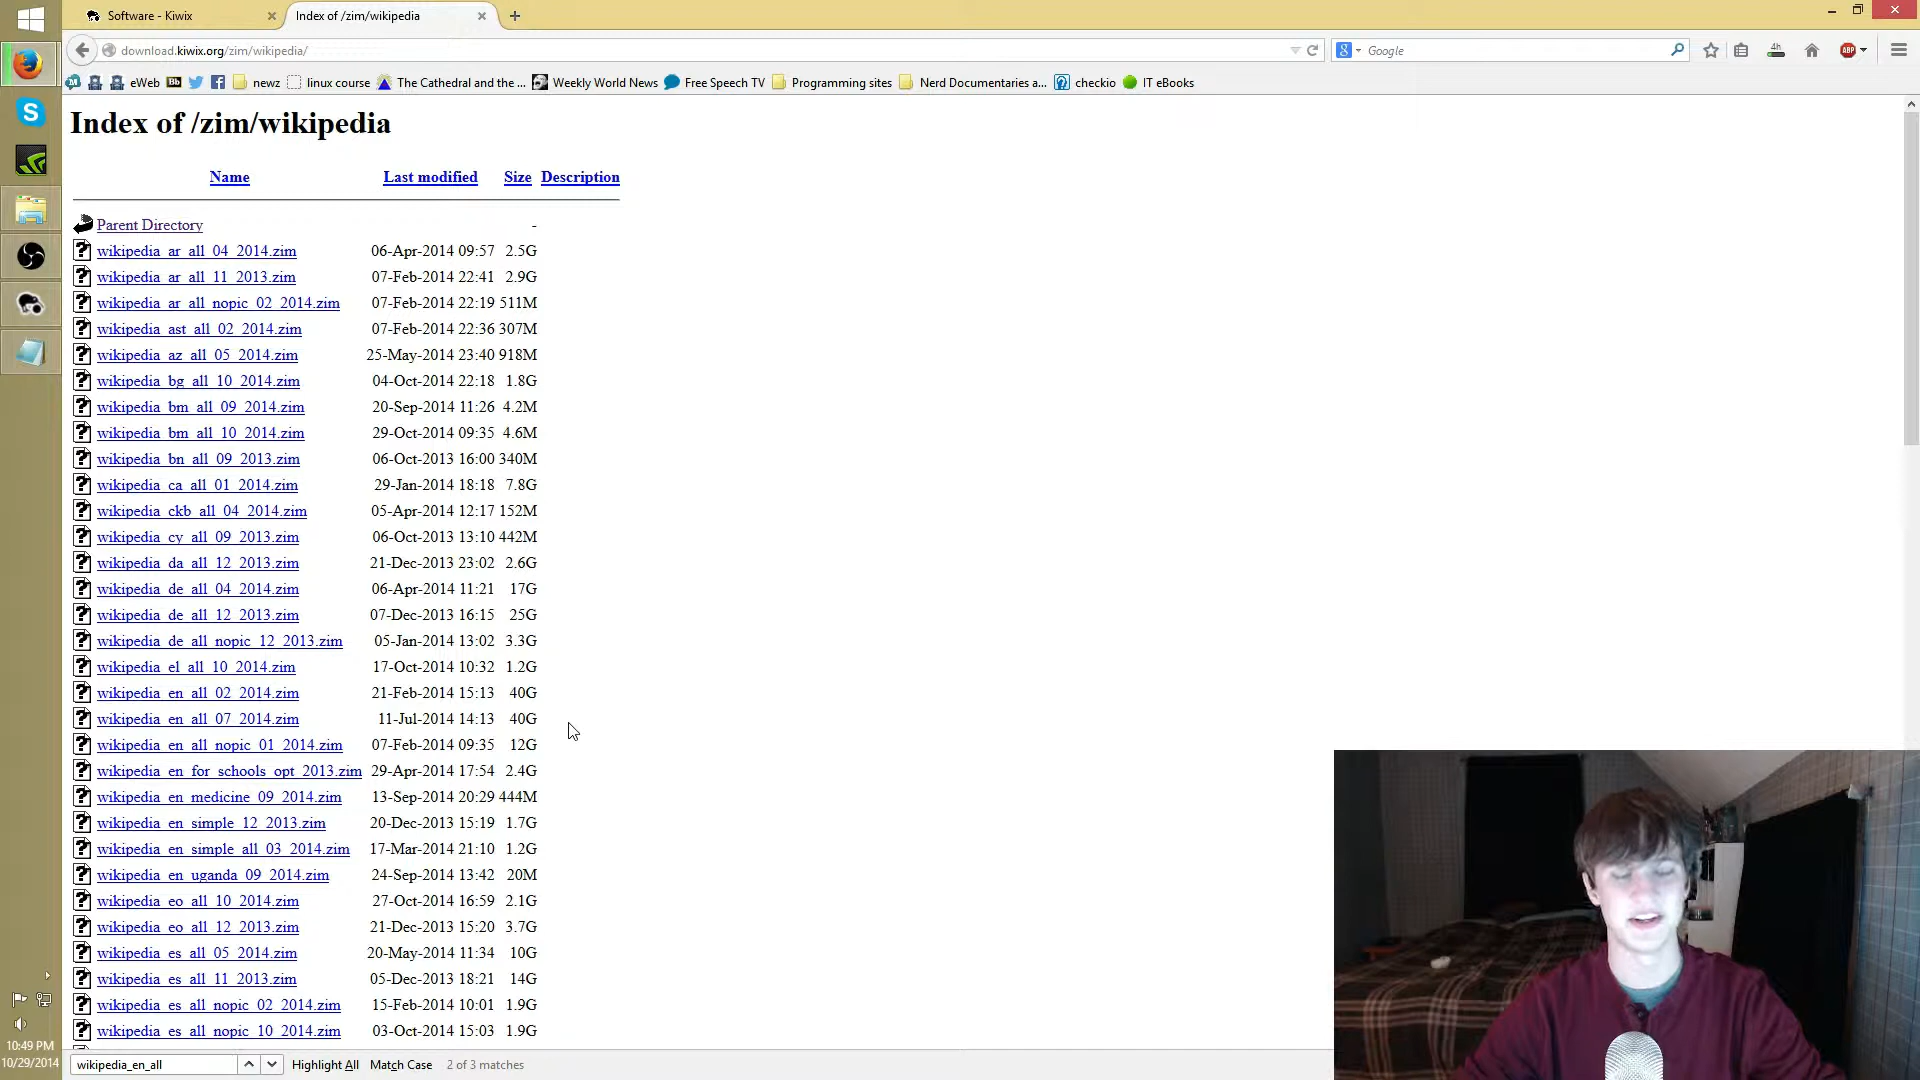 Software - Kiwix
Index of /zim/wikipedia
download.kiwix.org/zim/wikipedia/
Google
4h
ABP
eWeb
Bb
newz
linux course
The Cathedral and the ...
Weekly World News
Free Speech TV
Programming sites
Nerd Documentaries a...
checkio
IT eBooks
Index of /zim/wikipedia
Name Last modified Size Description
Parent Directory -
wikipedia_ar_all_04_2014.zim 06-Apr-2014 09:57 2.5G
wikipedia_ar_all_11_2013.zim 07-Feb-2014 22:41 2.9G
wikipedia_ar_all_nopic_02_2014.zim 07-Feb-2014 22:19 511M
wikipedia_ast_all_02_2014.zim 07-Feb-2014 22:36 307M
wikipedia_az_all_05_2014.zim 25-May-2014 23:40 918M
wikipedia_bg_all_10_2014.zim 04-Oct-2014 22:18 1.8G
wikipedia_bm_all_09_2014.zim 20-Sep-2014 11:26 4.2M
wikipedia_bm_all_10_2014.zim 29-Oct-2014 09:35 4.6M
wikipedia_bn_all_09_2013.zim 06-Oct-2013 16:00 340M
wikipedia_ca_all_01_2014.zim 29-Jan-2014 18:18 7.8G
wikipedia_ckb_all_04_2014.zim 05-Apr-2014 12:17 152M
wikipedia_cy_all_09_2013.zim 06-Oct-2013 13:10 442M
wikipedia_da_all_12_2013.zim 21-Dec-2013 23:02 2.6G
wikipedia_de_all_04_2014.zim 06-Apr-2014 11:21 17G
wikipedia_de_all_12_2013.zim 07-Dec-2013 16:15 25G
wikipedia_de_all_nopic_12_2013.zim 05-Jan-2014 13:02 3.3G
wikipedia_el_all_10_2014.zim 17-Oct-2014 10:32 1.2G
wikipedia_en_all_02_2014.zim 21-Feb-2014 15:13 40G
wikipedia_en_all_07_2014.zim 11-Jul-2014 14:13 40G
wikipedia_en_all_nopic_01_2014.zim 07-Feb-2014 09:35 12G
wikipedia_en_for_schools_opt_2013.zim 29-Apr-2014 17:54 2.4G
wikipedia_en_medicine_09_2014.zim 13-Sep-2014 20:29 444M
wikipedia_en_simple_12_2013.zim 20-Dec-2013 15:19 1.7G
wikipedia_en_simple_all_03_2014.zim 17-Mar-2014 21:10 1.2G
wikipedia_en_uganda_09_2014.zim 24-Sep-2014 13:42 20M
wikipedia_eo_all_10_2014.zim 27-Oct-2014 16:59 2.1G
wikipedia_eo_all_12_2013.zim 21-Dec-2013 15:20 3.7G
wikipedia_es_all_05_2014.zim 20-May-2014 11:34 10G
wikipedia_es_all_11_2013.zim 05-Dec-2013 18:21 14G
wikipedia_es_all_nopic_02_2014.zim 15-Feb-2014 10:01 1.9G
wikipedia_es_all_nopic_10_2014.zim 03-Oct-2014 15:03 1.9G
10:49 PM
10/29/2014
wikipedia_en_all
Highlight All
Match Case
2 of 3 matches